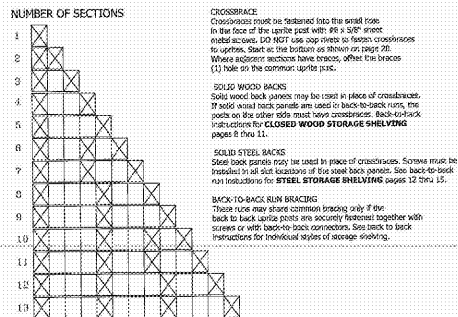 NUMBER OF SECTIONS
1
2
3
4
5
6
7
8
9
10
11
12
13
CROSSBRACE
Crossbraces must be fastened into the small hole
in the face of the uprite post with #8 x 5/8" sheet
metal screws. DO NOT use pop rivets to fasten crossbraces
to uprites. Start at the bottom as shown on page 20.
Where adjacent sections have braces, offset the braces
(1) hole on the common uprite post.
SOLID WOOD BACKS
Solid wood back panels may be used in place of crossbraces.
If solid wood back panels are used in back-to-back runs, the
posts on the other side must have crossbraces. Back-to-back
instructions for CLOSED WOOD STORAGE SHELVING
pages 8 thru 11.
SOLID STEEL BACKS
Steel back panels may be used in place of crossbraces. Screws must be
installed in all slot locations of the steel back panels. See back-to-back
run instructions for STEEL STORAGE SHELVING pages 12 thru 15.
BACK-TO-BACK RUN BRACING
These runs may share common bracing only if the
back to back uprite posts are securely fastened together with
screws or with back-to-back connectors. See back to back
instructions for individual styles of storage shelving.